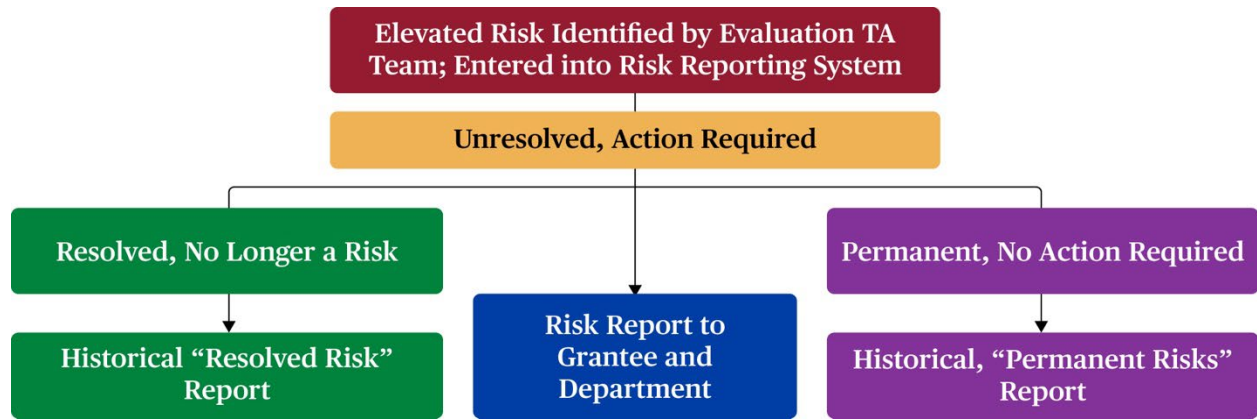 Elevated Risk Identified by Evaluation TA
Team; Entered into Risk Reporting System
Unresolved, Action Required
Resolved, No Longer a Risk
Permanent, No Action Required
Historical “Resolved Risk”
Report
Risk Report to
Grantee and
Department
Historical, “Permanent Risks”
Report